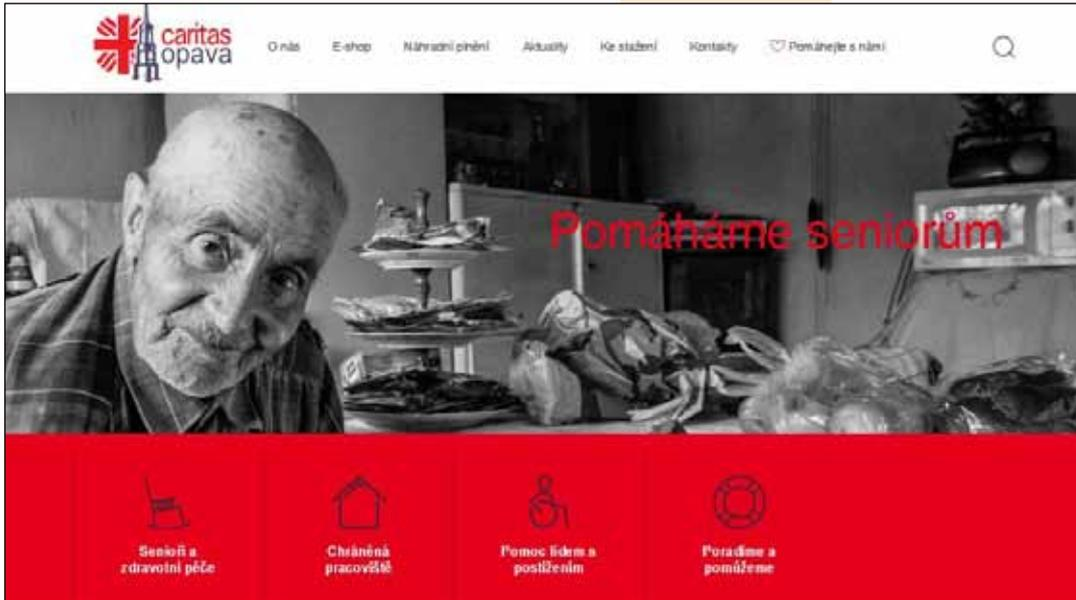 caritas
opava
O nás E-shop Náhradní plnění Aktuality Ke stažení Kontakty Pomáhejte s námi
Pomáháme seniorům
Senioři a
zdravotní péče
Chráněná
pracoviště
Pomoc lidem s
postižením
Poradíme a
pomůžeme